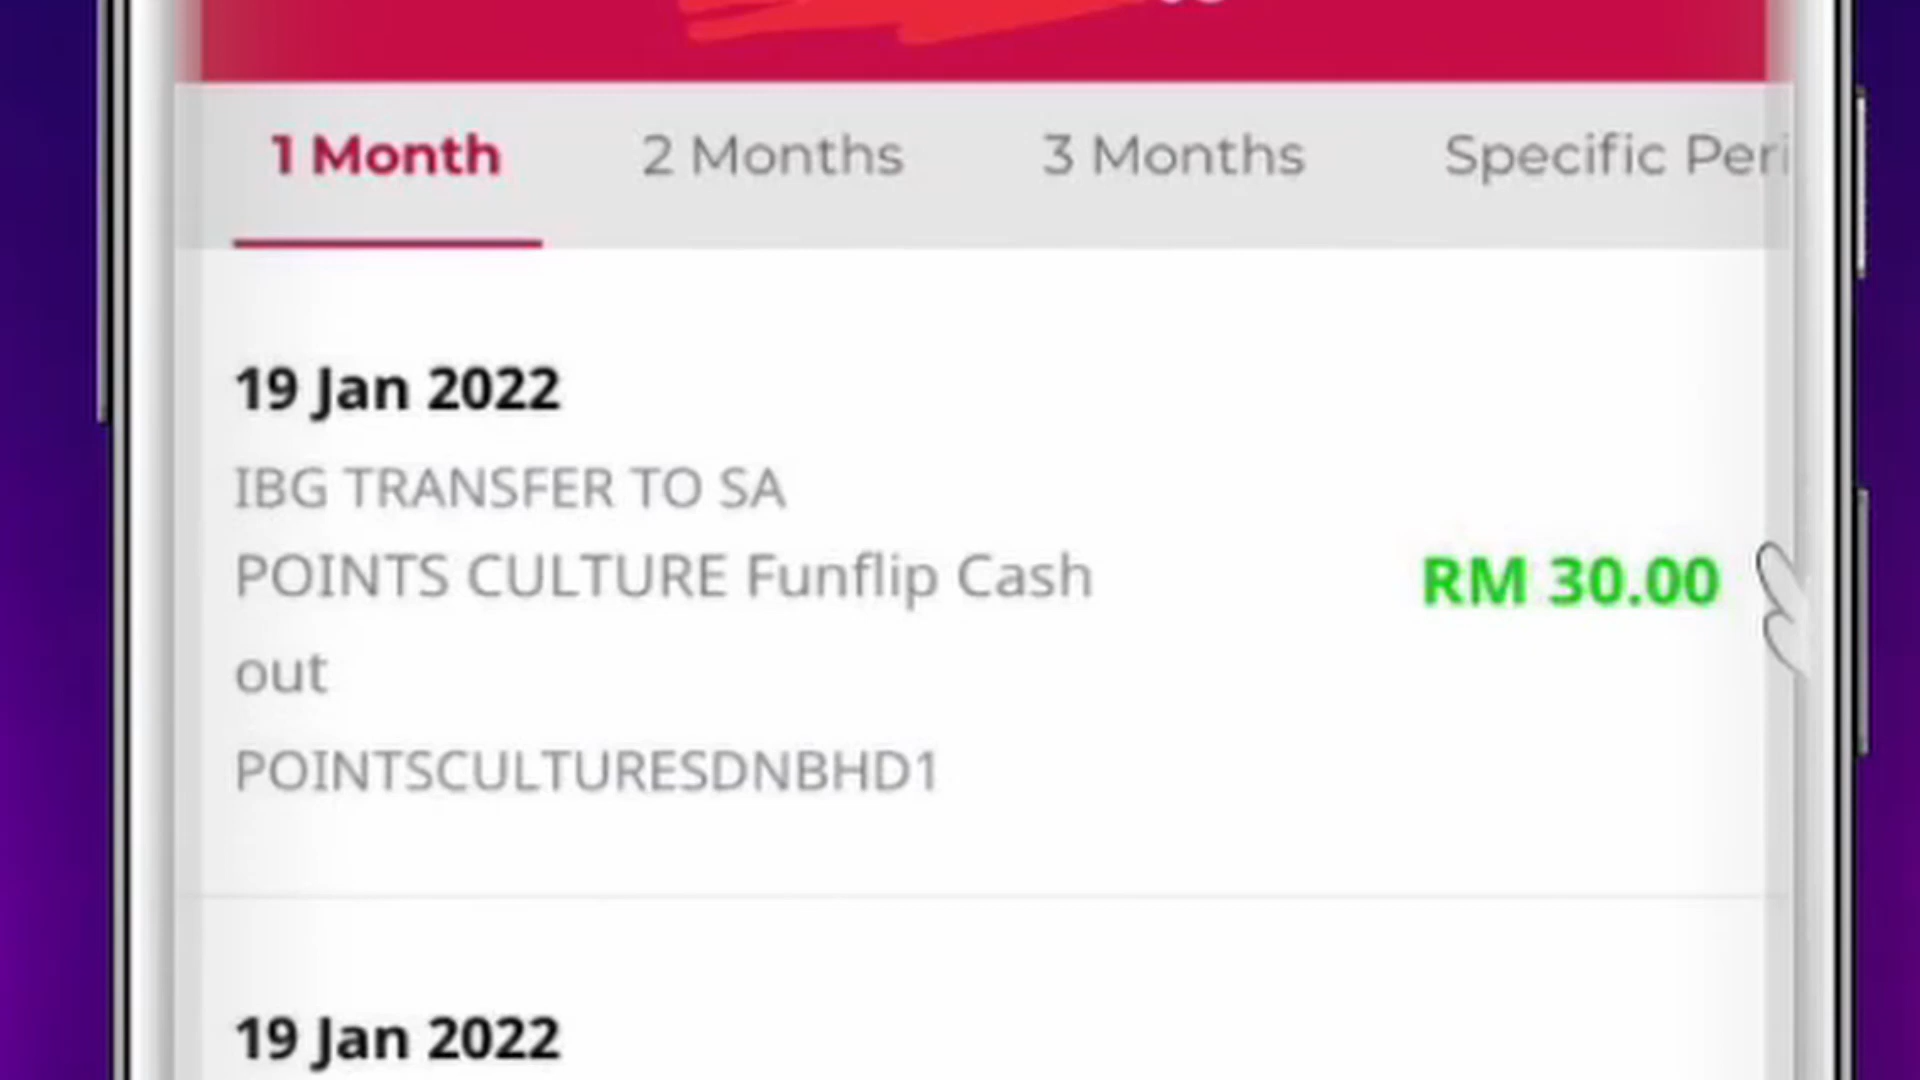 1 Month 2 Months 3 Months Specific Peri
19 Jan 2022
IBG TRANSFER TO SA
POINTS CULTURE Funflip Cash
RM 30.00
out
POINTSCULTURESDNBHD1
19 Jan 2022